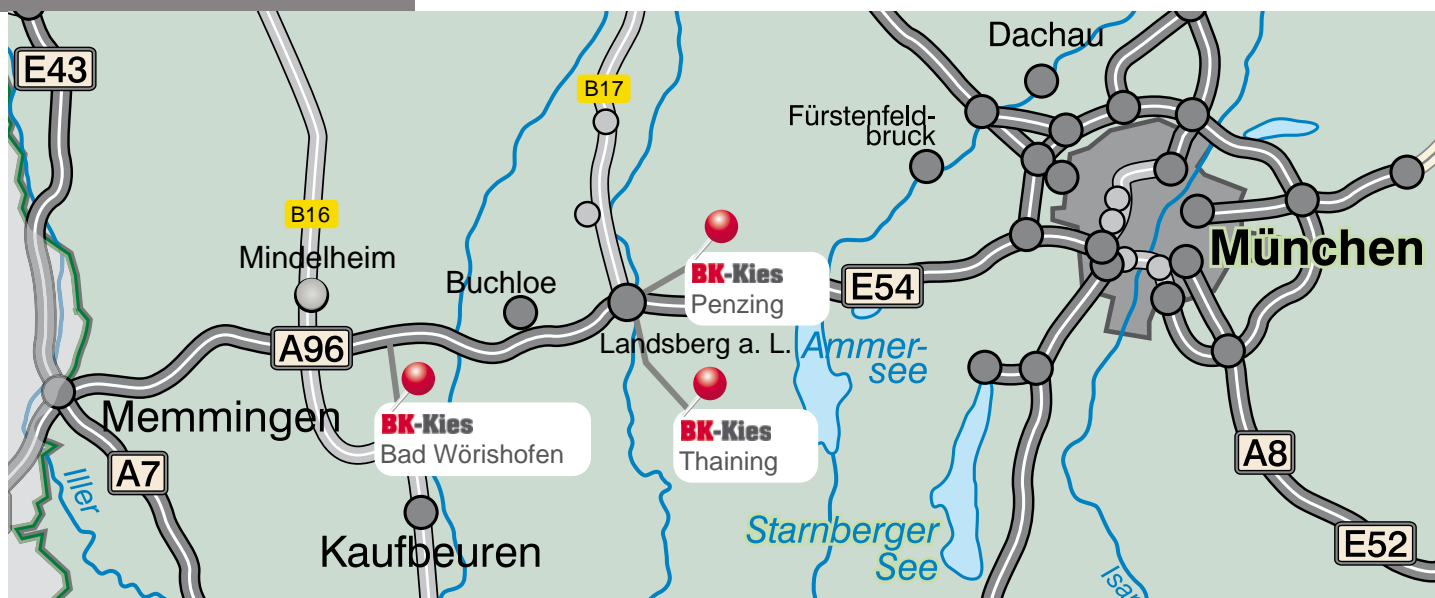 Dachau
E43
B17
Fürstenfeld-
bruck
B16
München
Mindelheim
BK-Kies
Penzing
Buchloe
E54
A96
Landsberg a. L.
Ammer-
see
Memmingen
BK-Kies
Bad Wörishofen
BK-Kies
Thaining
A8
A7
Iller
Starnberger
See
Kaufbeuren
E52
Isar